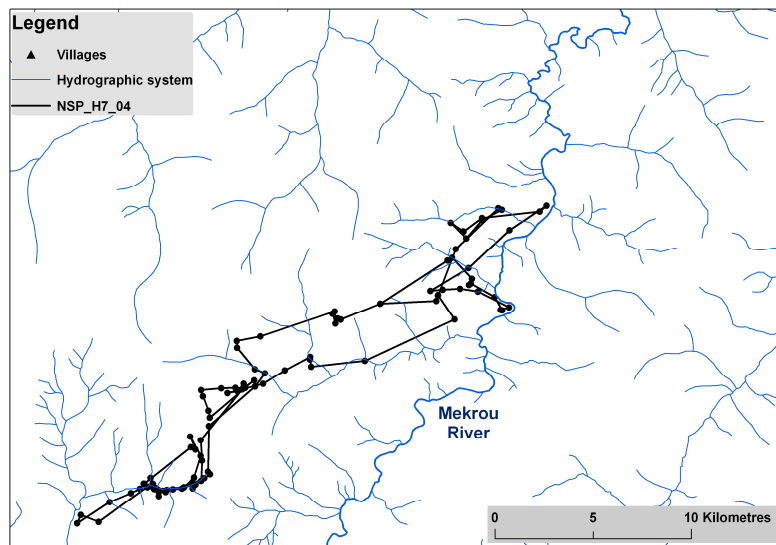 Legend
Villages
Hydrographic system
NSP_H7_04
Mekrou
River
0 5 10 Kilometres